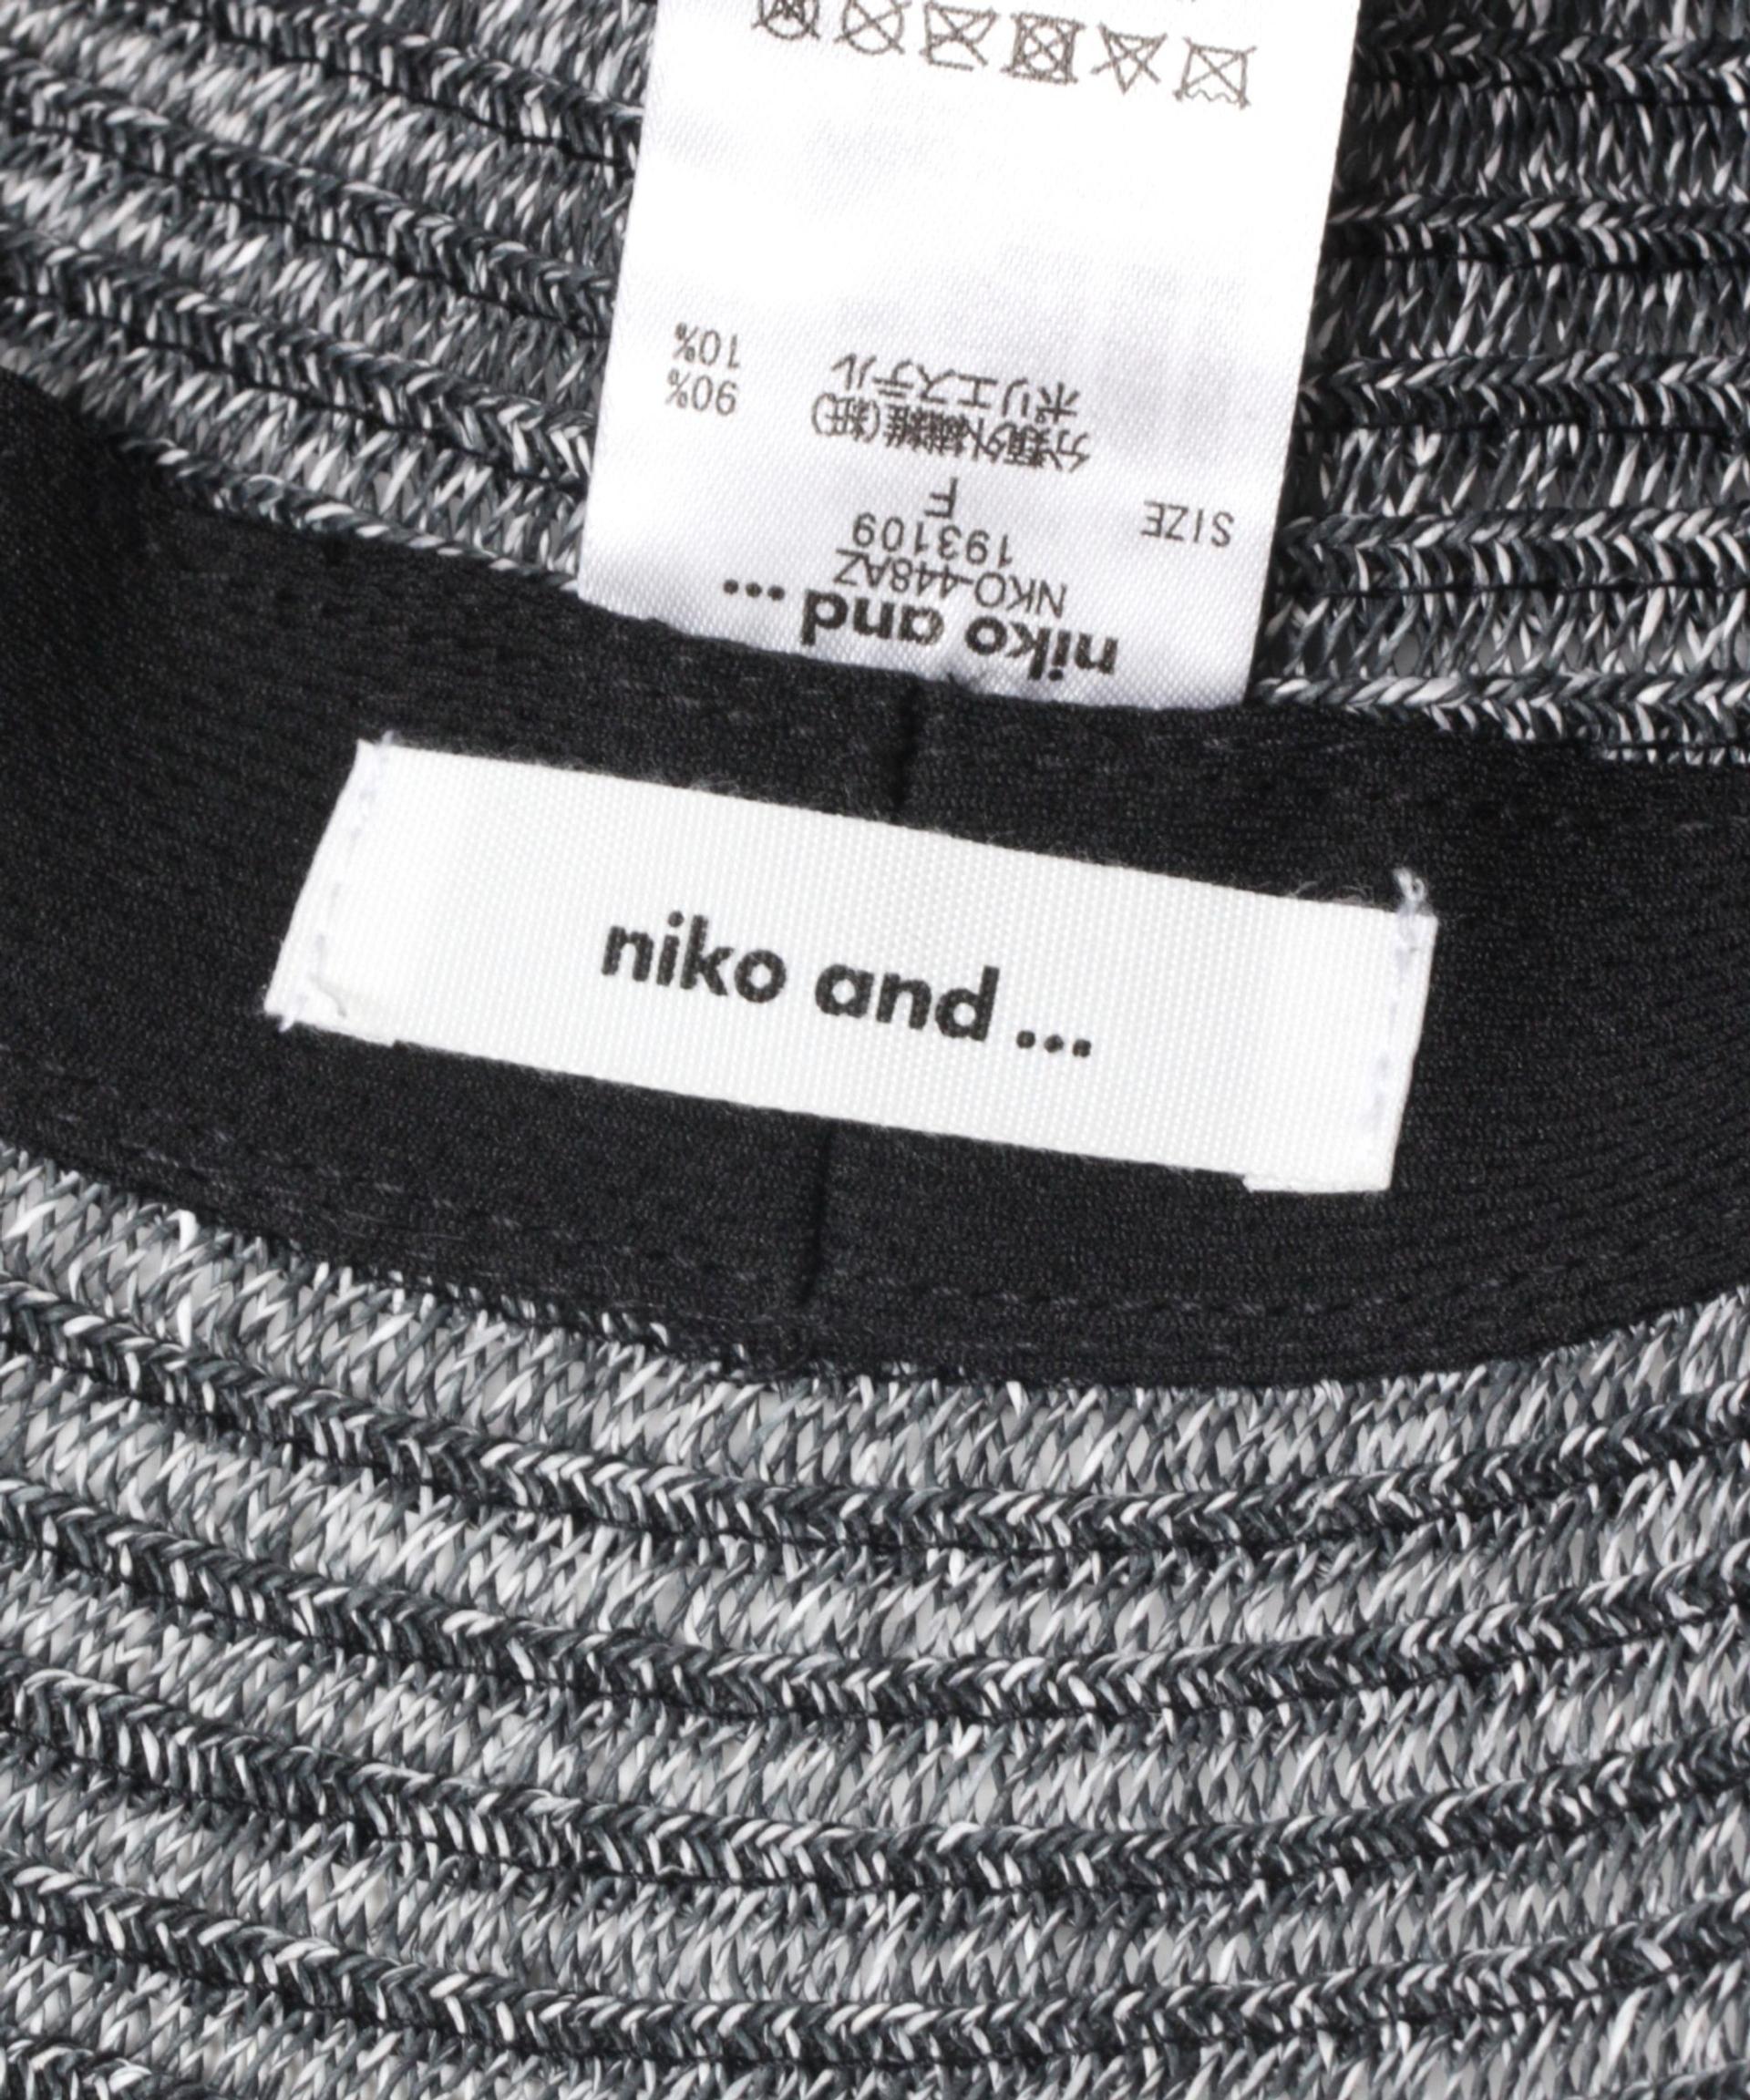 niko and ...
NKO-448AZ
193109
SIZE F
分類外繊維(紙) 90%
ポリエステル 10%
niko and ...